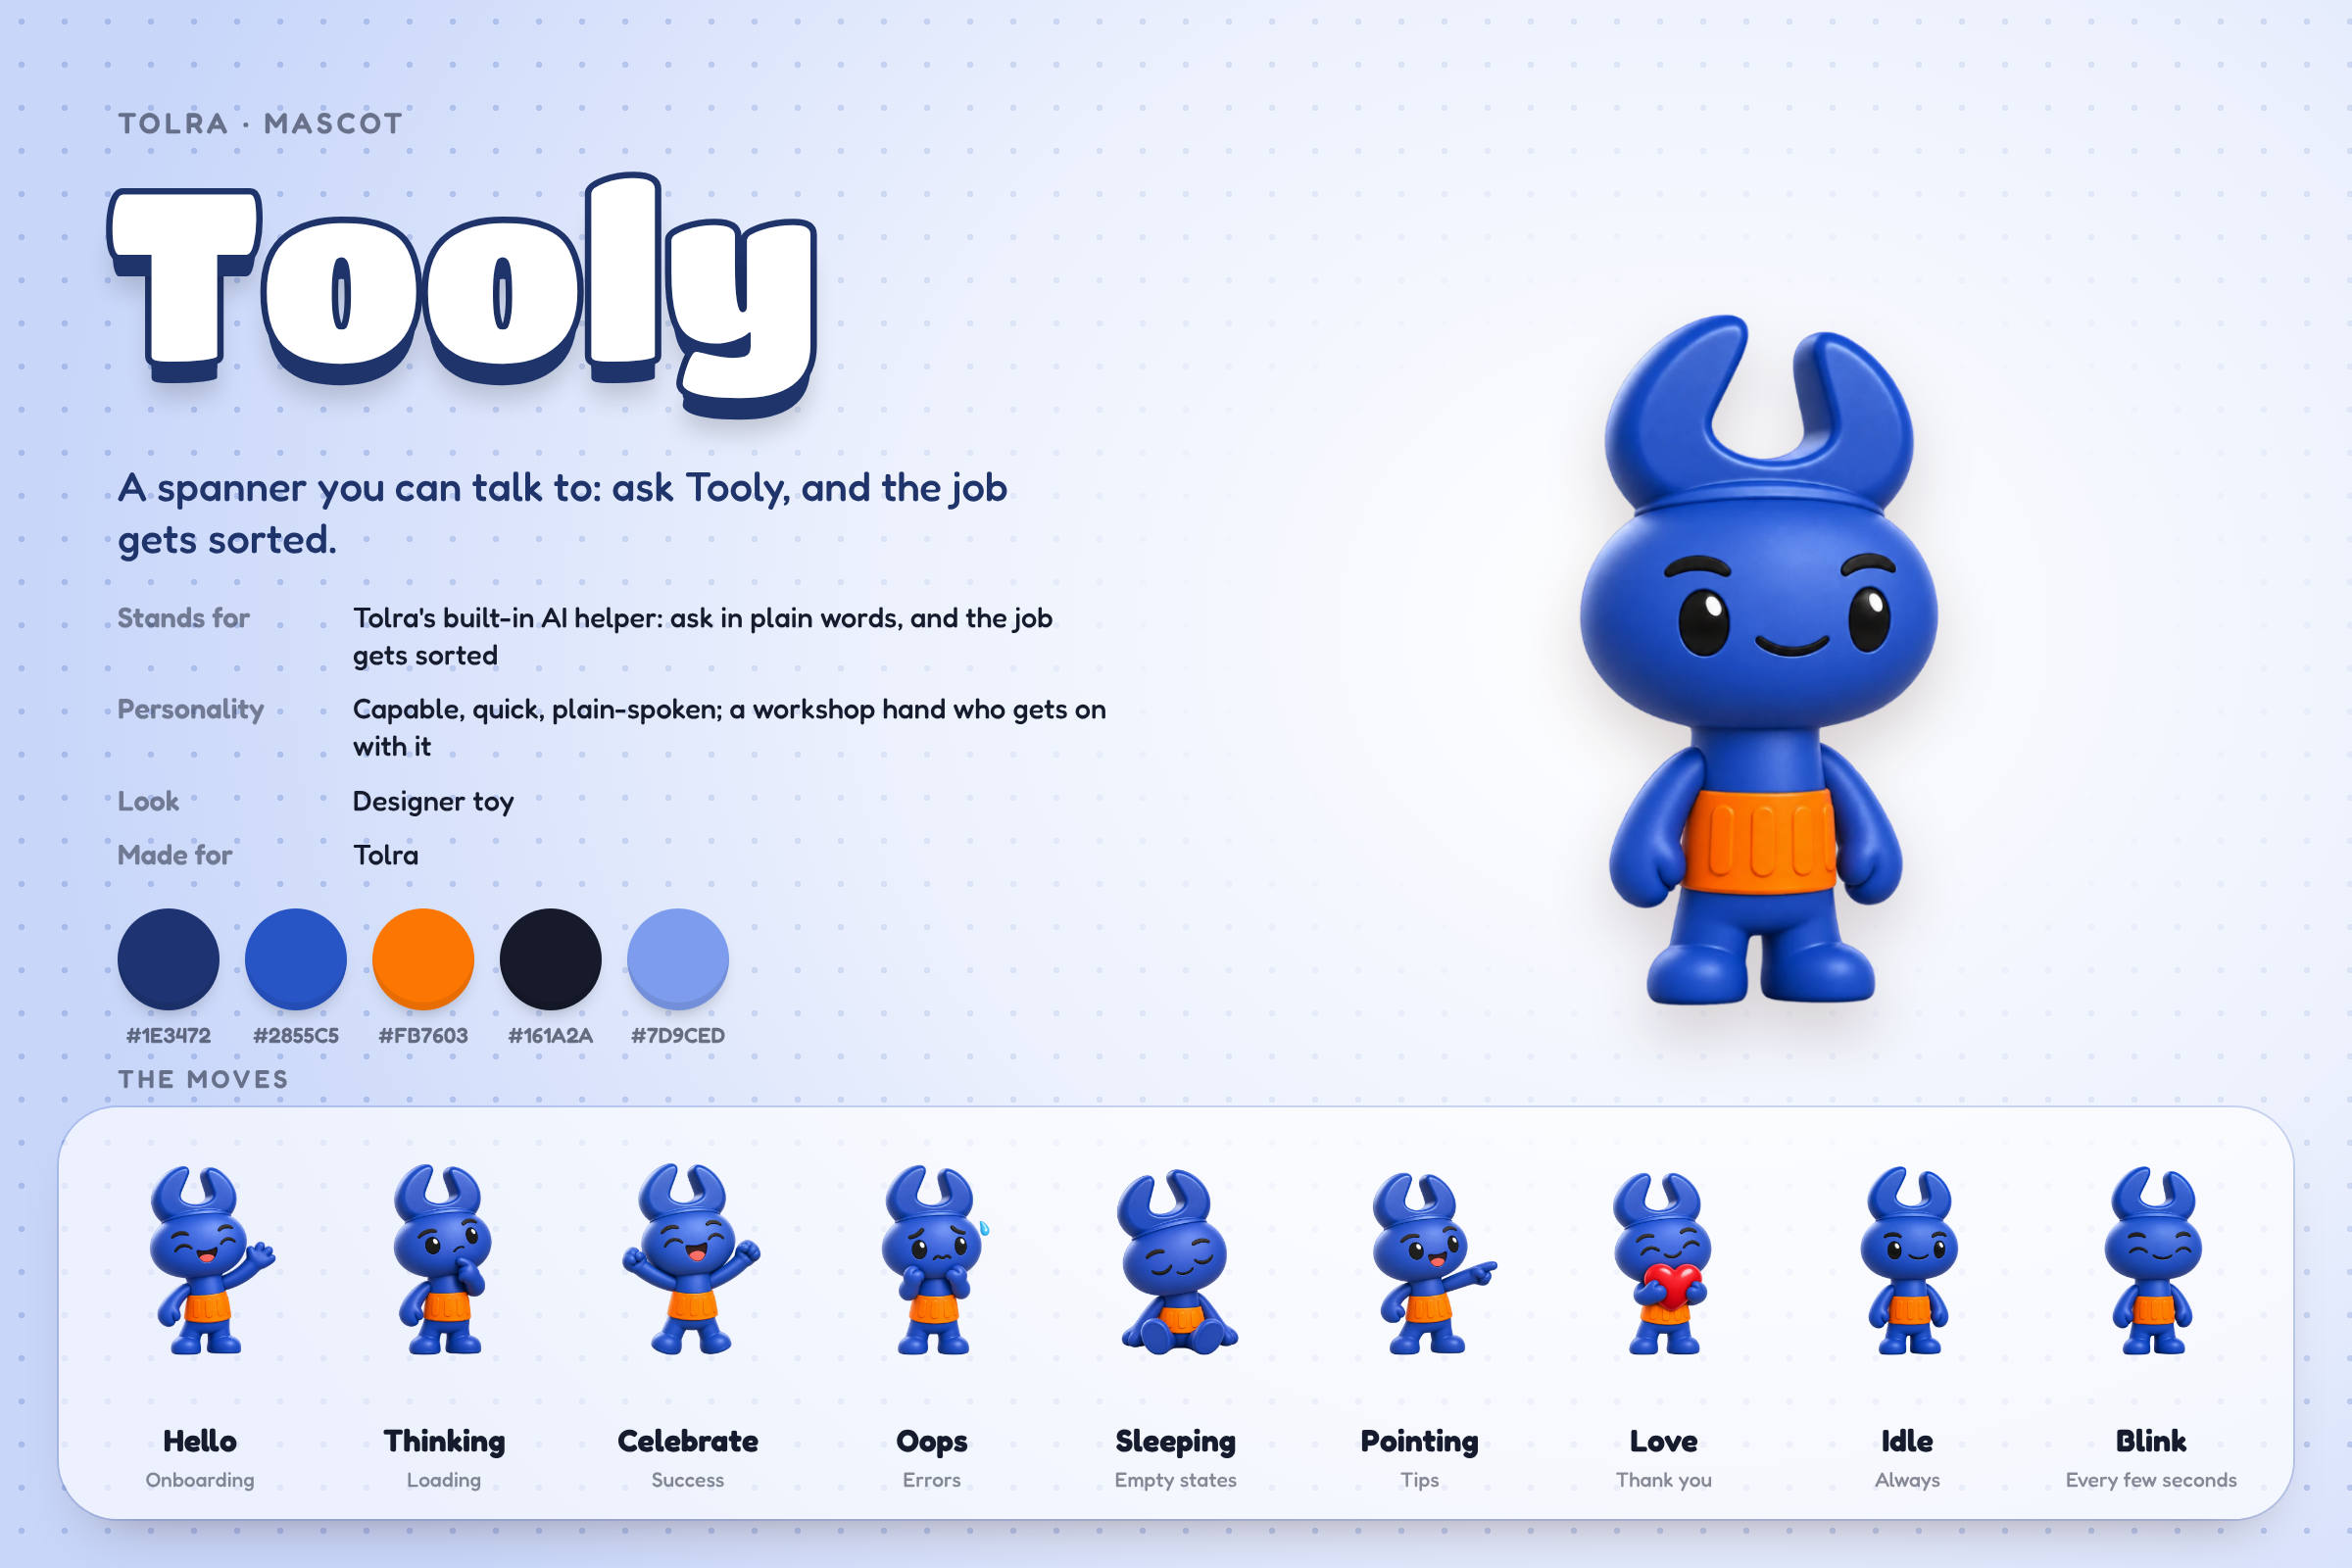 TOLRA · MASCOT
Tooly
A spanner you can talk to: ask Tooly, and the job
gets sorted.
Stands for Tolra's built-in AI helper: ask in plain words, and the job
gets sorted
Personality Capable, quick, plain-spoken; a workshop hand who gets on
with it
Look Designer toy
Made for Tolra
#1E3472 #2855C5 #FB7603 #161A2A #7D9CED
THE MOVES
Hello Thinking Celebrate Oops Sleeping Pointing Love Idle Blink
Onboarding Loading Success Errors Empty states Tips Thank you Always Every few seconds